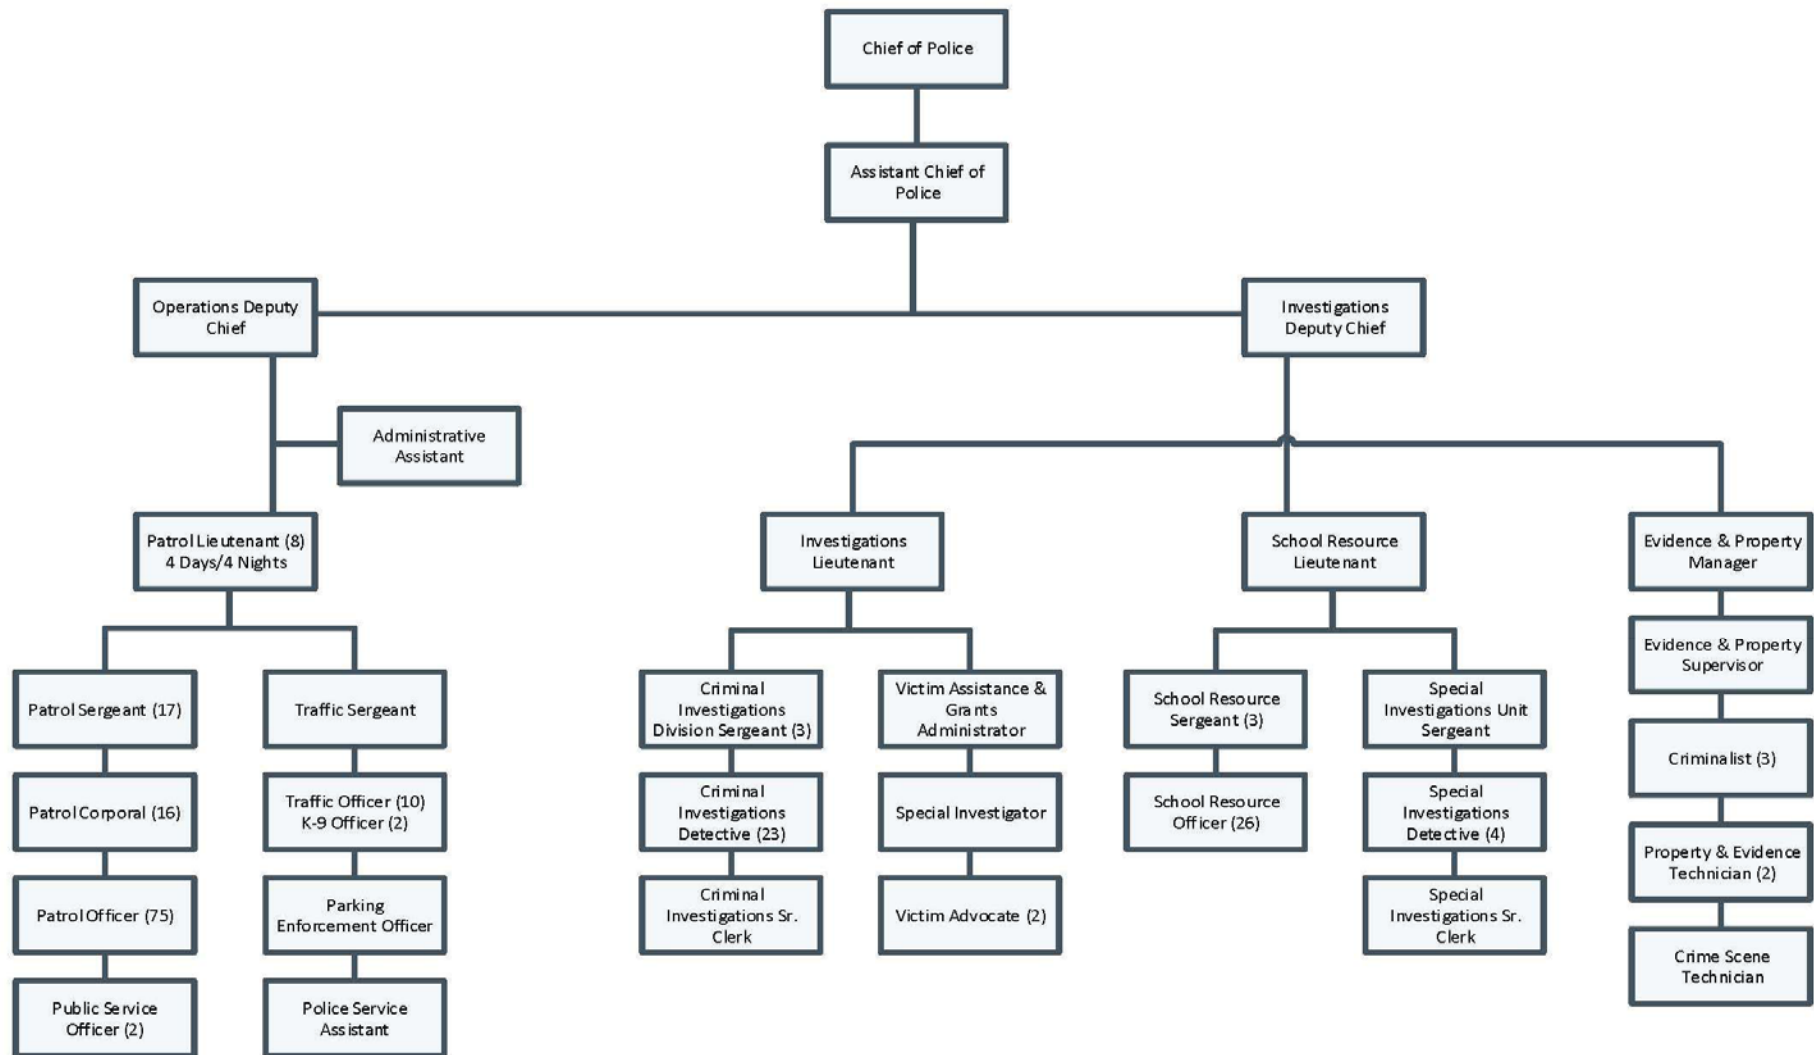 Chief of Police
Assistant Chief of
Police
Operations Deputy
Chief
Investigations
Deputy Chief
Administrative
Assistant
Patrol Lieutenant (8)
4 Days/4 Nights
Investigations
Lieutenant
School Resource
Lieutenant
Evidence & Property
Manager
Patrol Sergeant (17)
Patrol Corporal (16)
Patrol Officer (75)
Public Service
Officer (2)
Traffic Sergeant
Traffic Officer (10)
K-9 Officer (2)
Parking
Enforcement Officer
Police Service
Assistant
Criminal
Investigations
Division Sergeant (3)
Criminal
Investigations
Detective (23)
Criminal
Investigations Sr.
Clerk
Victim Assistance &
Grants
Administrator
Special Investigator
Victim Advocate (2)
School Resource
Sergeant (3)
School Resource
Officer (26)
Special
Investigations Unit
Sergeant
Special
Investigations
Detective (4)
Special
Investigations Sr.
Clerk
Evidence & Property
Supervisor
Criminalist (3)
Property & Evidence
Technician (2)
Crime Scene
Technician